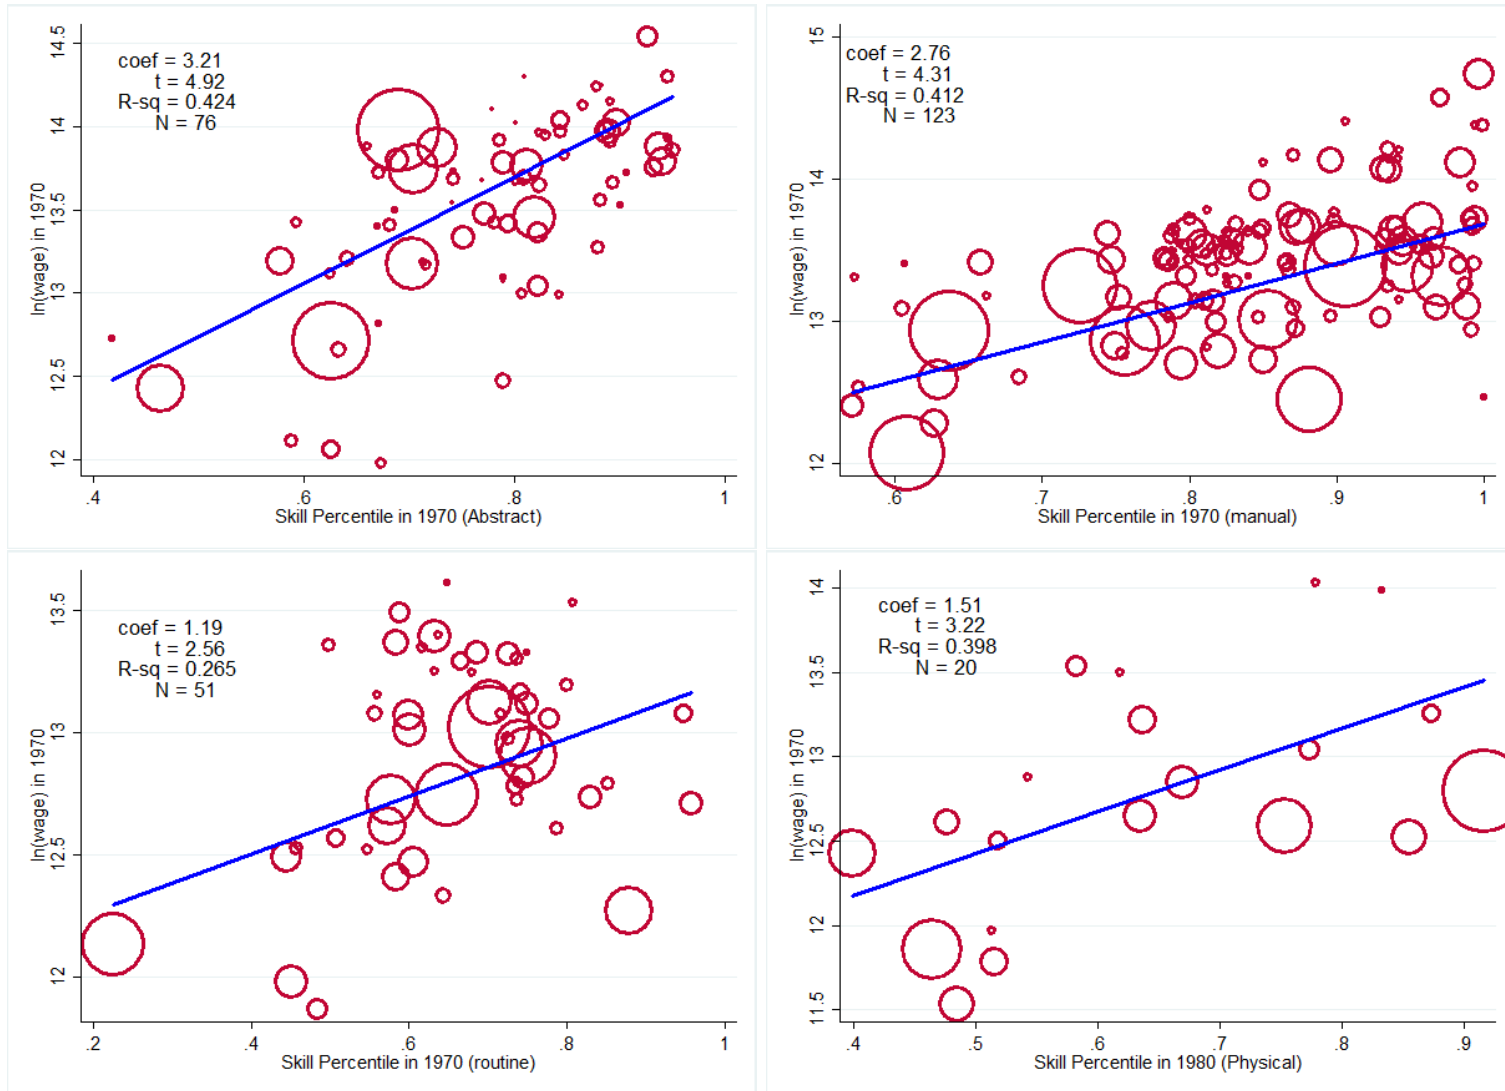 coef = 3.21
t = 4.92
R-sq = 0.424
N = 76
ln(wage) in 1970
14.5
14
13.5
13
12.5
12
.4 .6 .8 1
Skill Percentile in 1970 (Abstract)
coef = 2.76
t = 4.31
R-sq = 0.412
N = 123
ln(wage) in 1970
15
14
13
12
.6 .7 .8 .9 1
Skill Percentile in 1970 (manual)
coef = 1.19
t = 2.56
R-sq = 0.265
N = 51
ln(wage) in 1970
13.5
13
12.5
12
.2 .4 .6 .8 1
Skill Percentile in 1970 (routine)
coef = 1.51
t = 3.22
R-sq = 0.398
N = 20
ln(wage) in 1970
14
13.5
13
12.5
12
11.5
.4 .5 .6 .7 .8 .9
Skill Percentile in 1980 (Physical)